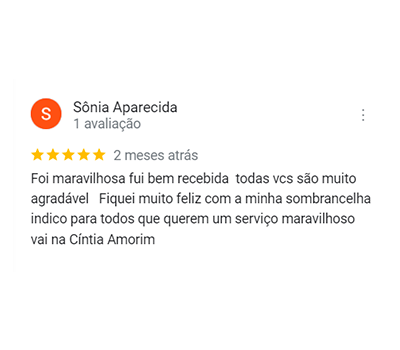 S
Sônia Aparecida
1 avaliação
2 meses atrás
Foi maravilhosa fui bem recebida todas vcs são muito
agradável Fiquei muito feliz com a minha sombrancelha
indico para todos que querem um serviço maravilhoso
vai na Cíntia Amorim